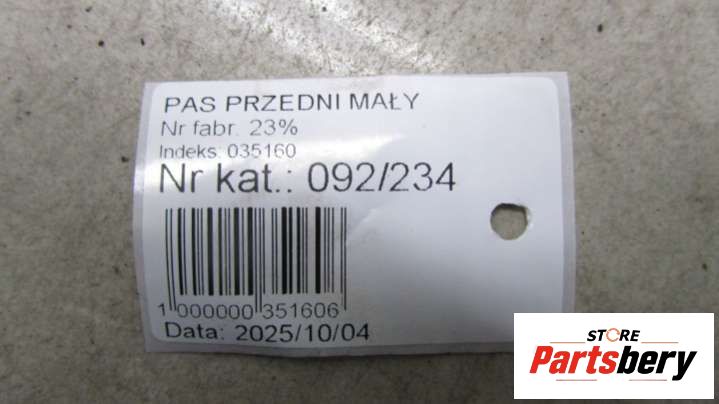 PAS PRZEDNI MAŁY
Nr fabr. 23%
Indeks: 035160
Nr kat.: 092/234
1 000000 351606
Data: 2025/10/04
STORE
Partsbery